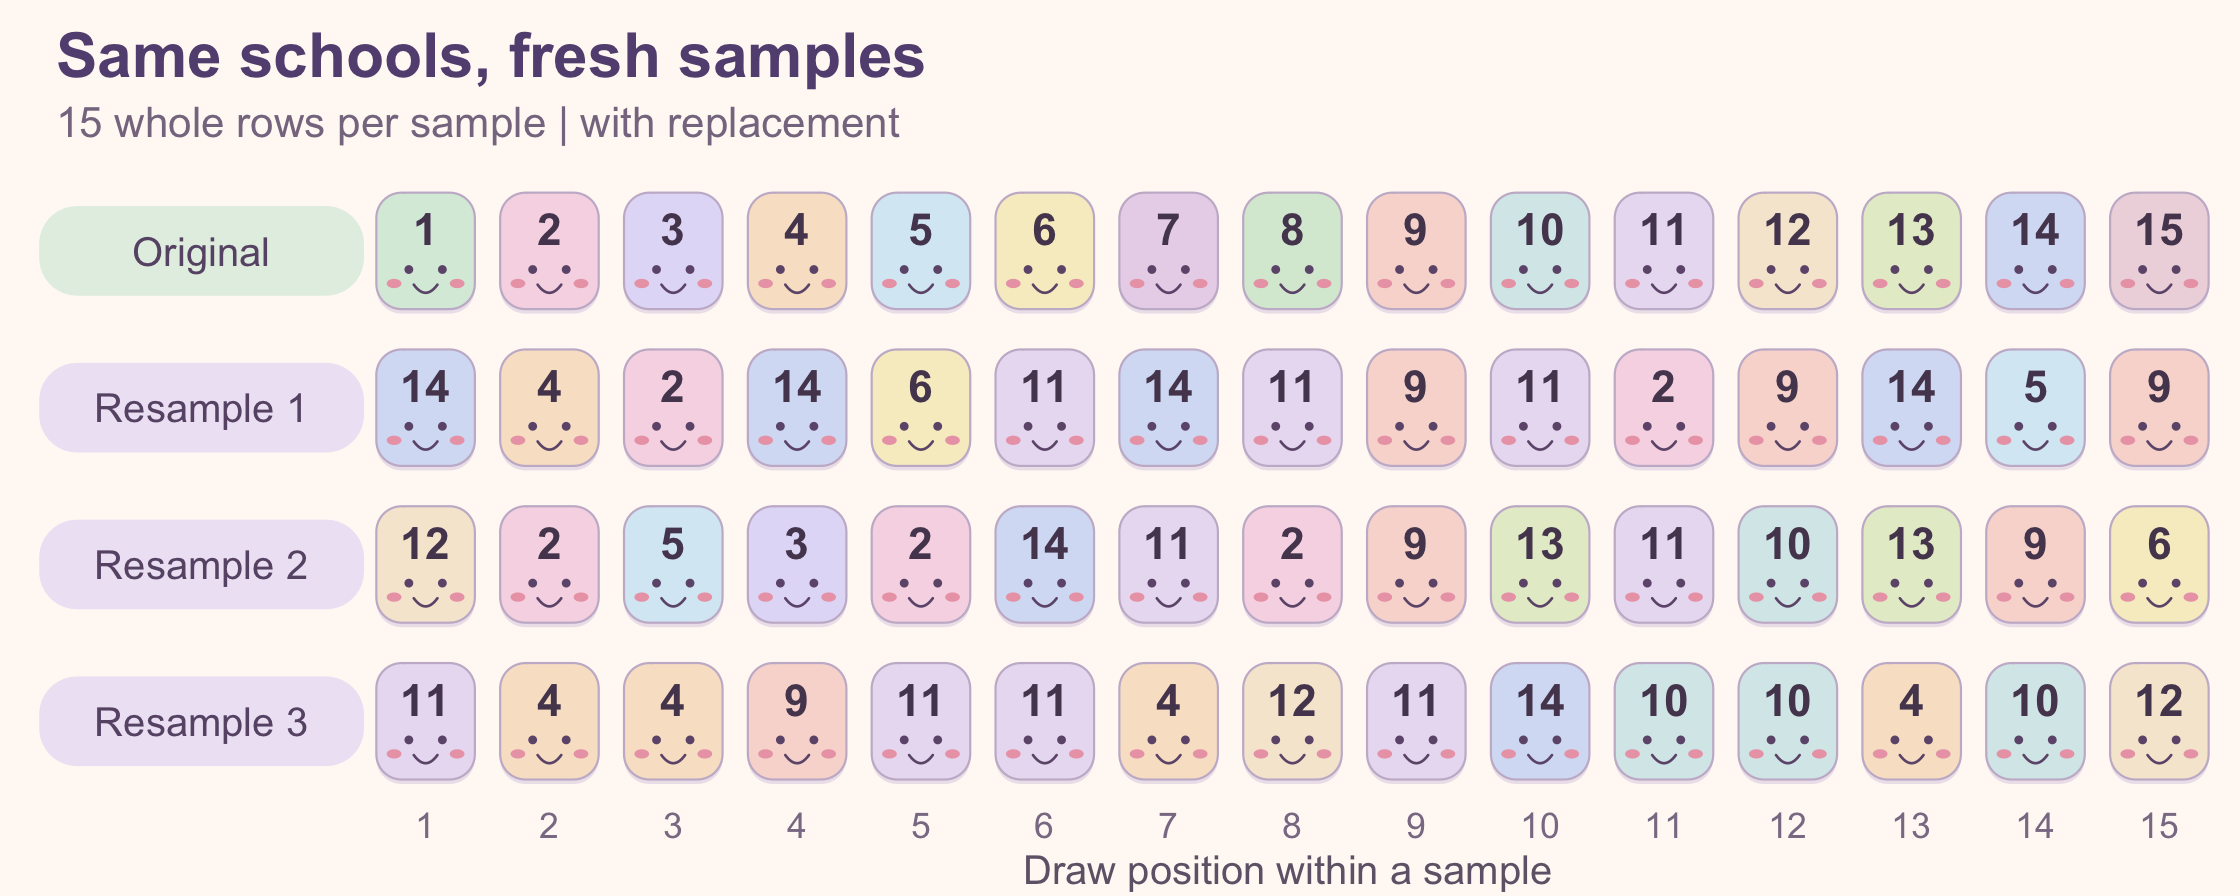 Same schools, fresh samples
15 whole rows per sample | with replacement
Original 1 2 3 4 5 6 7 8 9 10 11 12 13 14 15
Resample 1 14 4 2 14 6 11 14 11 9 11 2 9 14 5 9
Resample 2 12 2 5 3 2 14 11 2 9 13 11 10 13 9 6
Resample 3 11 4 4 9 11 11 4 12 11 14 10 10 4 10 12
1 2 3 4 5 6 7 8 9 10 11 12 13 14 15
Draw position within a sample